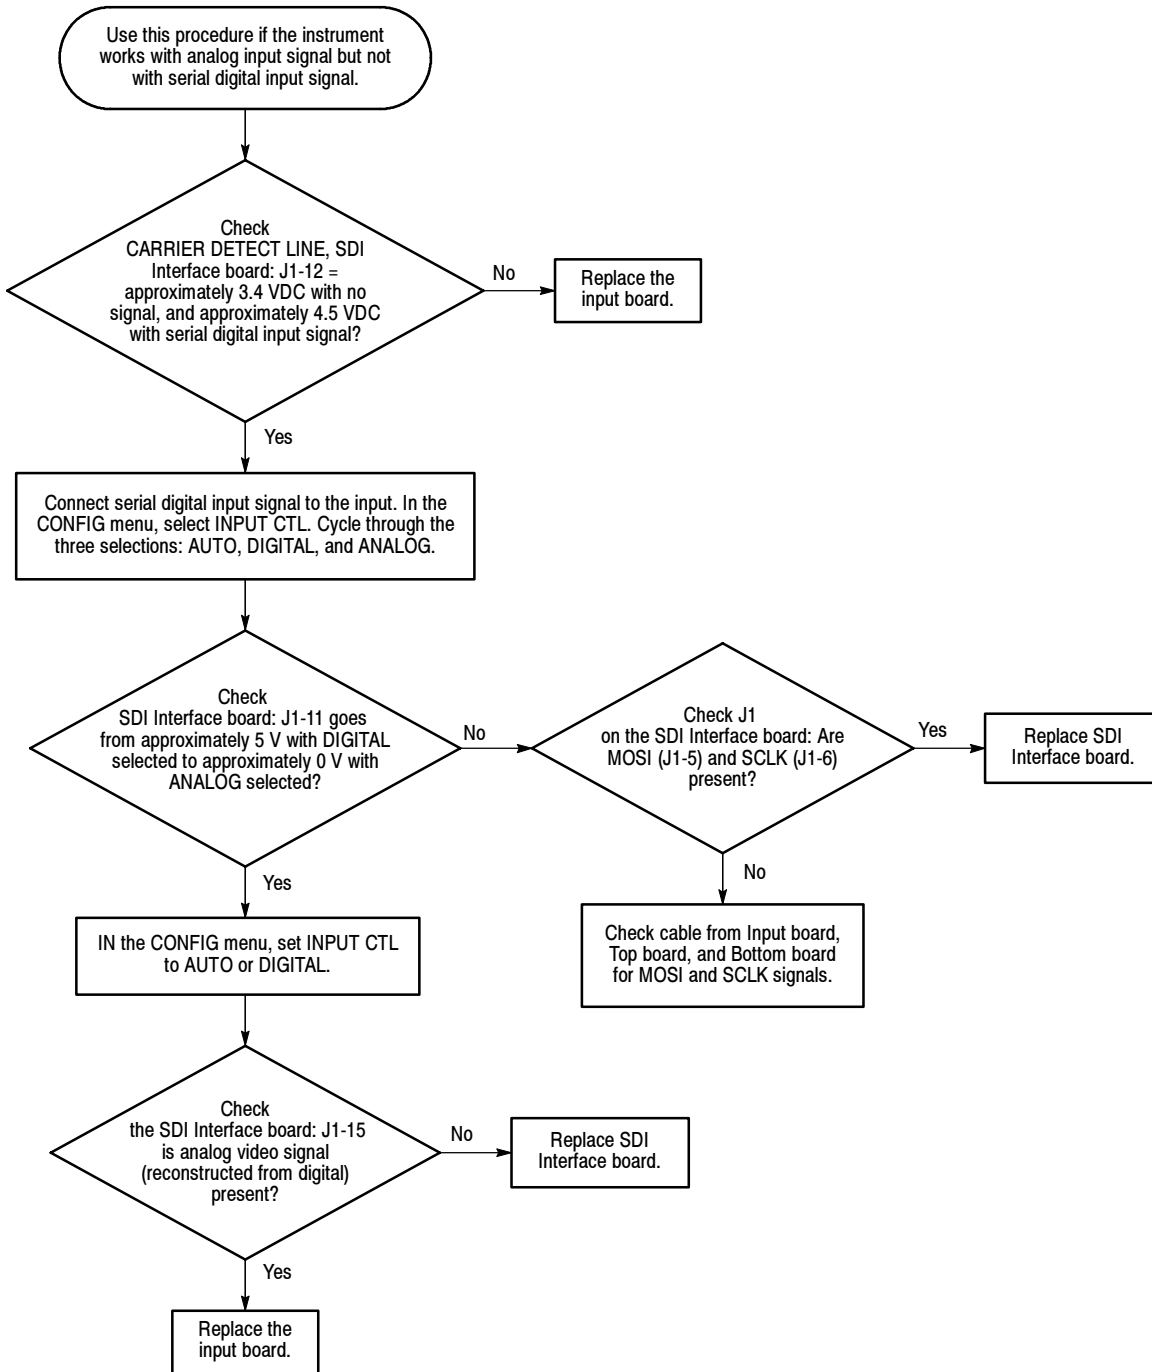 Use this procedure if the instrument
works with analog input signal but not
with serial digital input signal.
Check
CARRIER DETECT LINE, SDI
Interface board: J1-12 =
approximately 3.4 VDC with no
signal, and approximately 4.5 VDC
with serial digital input signal?
No
Replace the
input board.
Yes
Connect serial digital input signal to the input. In the
CONFIG menu, select INPUT CTL. Cycle through the
three selections: AUTO, DIGITAL, and ANALOG.
Check
SDI Interface board: J1-11 goes
from approximately 5 V with DIGITAL
selected to approximately 0 V with
ANALOG selected?
No
Check J1
on the SDI Interface board: Are
MOSI (J1-5) and SCLK (J1-6)
present?
Yes
Replace SDI
Interface board.
No
Check cable from Input board,
Top board, and Bottom board
for MOSI and SCLK signals.
Yes
IN the CONFIG menu, set INPUT CTL
to AUTO or DIGITAL.
Check
the SDI Interface board: J1-15
is analog video signal
(reconstructed from digital)
present?
No
Replace SDI
Interface board.
Yes
Replace the
input board.